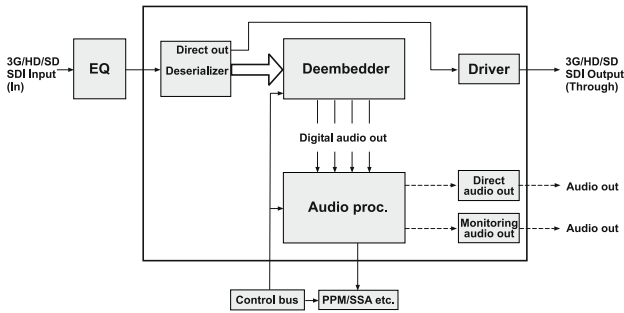 3G/HD/SD
SDI Input
(In)
EQ
Direct out
Deserializer
Deembedder
Driver
3G/HD/SD
SDI Output
(Through)
Digital audio out
Audio proc.
Direct
audio out
Audio out
Monitoring
audio out
Audio out
Control bus
PPM/SSA etc.